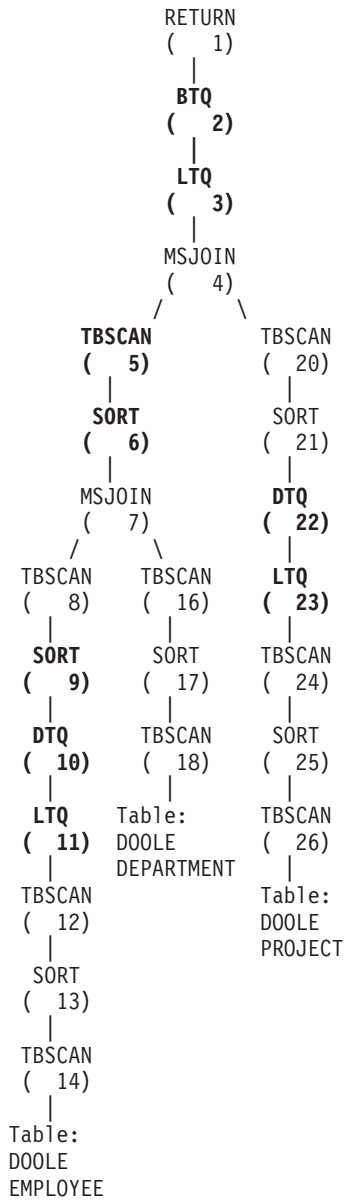 RETURN
( 1)
|
BTQ
( 2)
|
LTQ
( 3)
|
MSJOIN
( 4)
/ \
TBSCAN TBSCAN
( 5) ( 20)
| |
SORT SORT
( 6) ( 21)
| |
MSJOIN DTQ
( 7) ( 22)
/ \ |
TBSCAN TBSCAN LTQ
( 8) ( 16) ( 23)
| | |
SORT SORT TBSCAN
( 9) ( 17) ( 24)
| | |
DTQ TBSCAN SORT
( 10) ( 18) ( 25)
| | |
LTQ Table: TBSCAN
( 11) DOOLE ( 26)
| DEPARTMENT |
TBSCAN Table:
( 12) DOOLE
| PROJECT
SORT
( 13)
|
TBSCAN
( 14)
|
Table:
DOOLE
EMPLOYEE